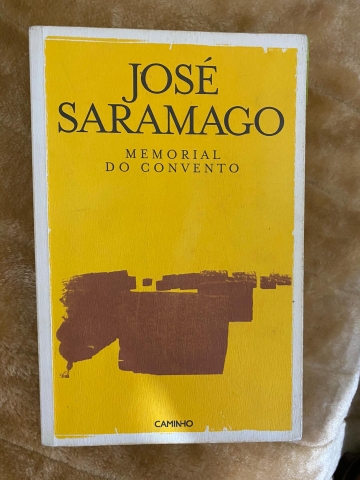 JOSÉ
SARAMAGO
MEMORIAL
DO CONVENTO
CAMINHO